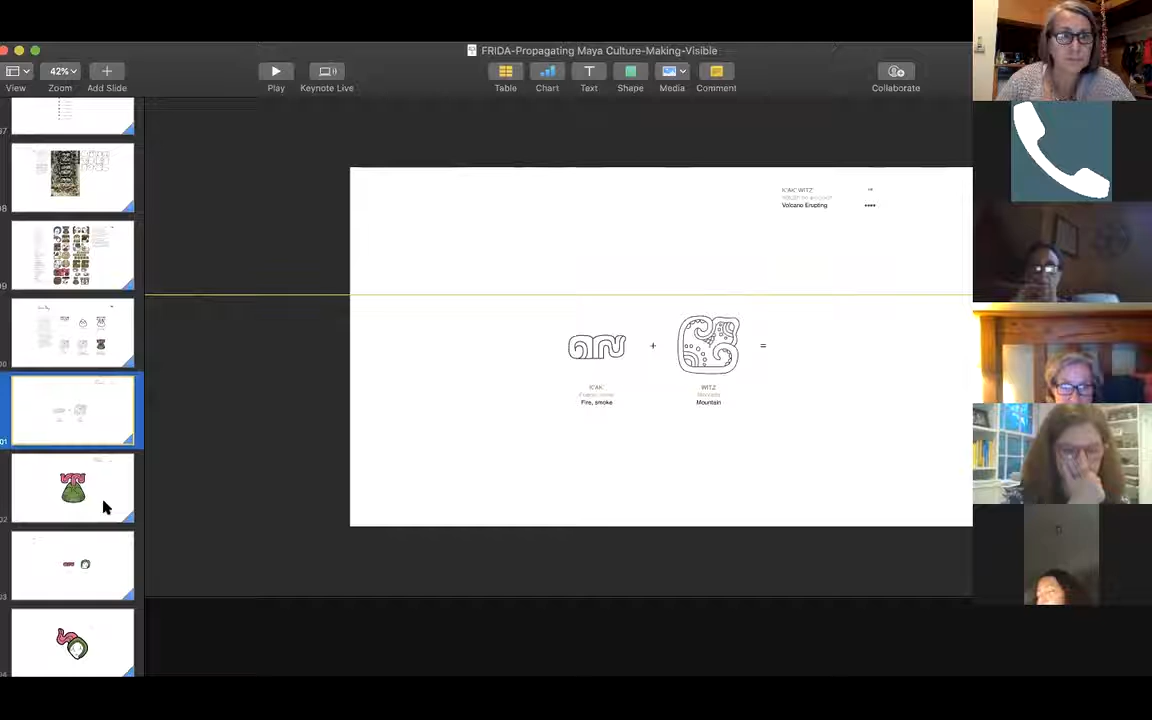 FRIDA-Propagating Maya Culture-Making-Visible
42%
View
Zoom
Add Slide
Play
Keynote Live
Table
Chart
Text
Shape
Media
Comment
Collaborate
K'AK' WITZ
Volcano Erupting
+
=
K'AK'
WITZ
Fire, smoke
Mountain